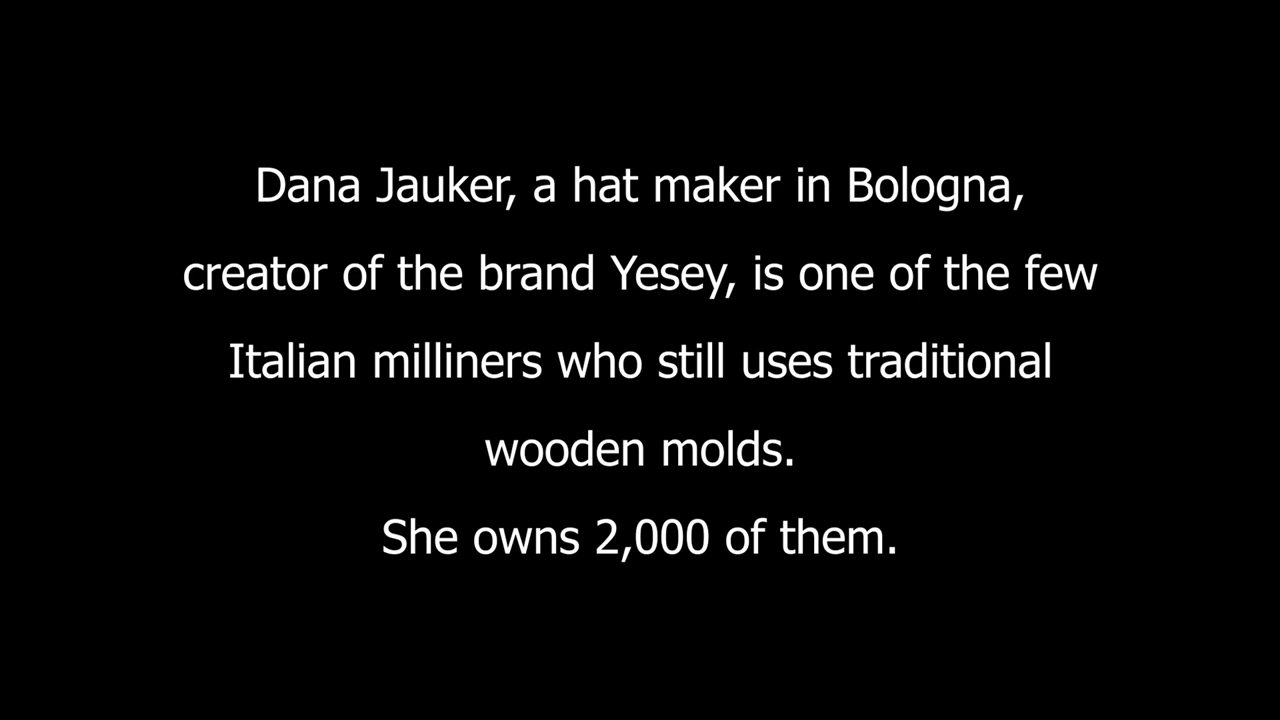 Dana Jauker, a hat maker in Bologna,
creator of the brand Yesey, is one of the few
Italian milliners who still uses traditional
wooden molds.
She owns 2,000 of them.